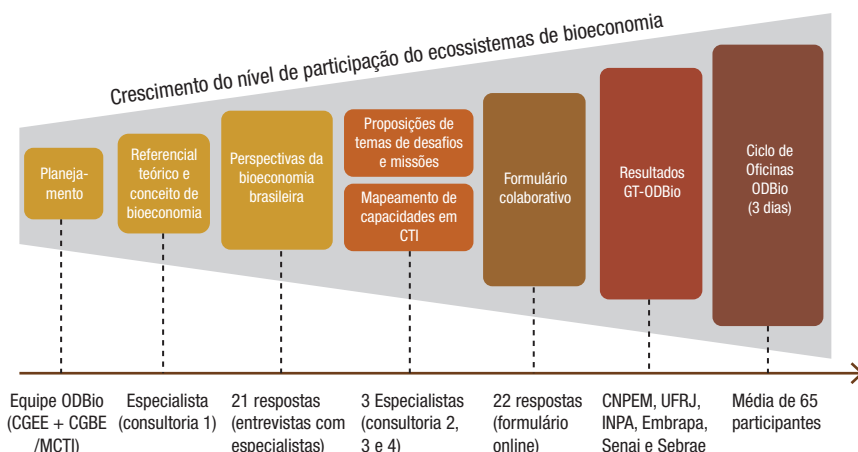 Crescimento do nível de participação do ecossistemas de bioeconomia
Planeja-
mento
Referencial
teórico e
conceito de
bioeconomia
Perspectivas da
bioeconomia
brasileira
Proposições de
temas de desafios
e missões
Mapeamento de
capacidades em
CTI
Formulário
colaborativo
Resultados
GT-ODBio
Ciclo de
Oficinas
ODBio
(3 dias)
Equipe ODBio
(CGEE + CGBE
/MCTI)
Especialista
(consultoria 1)
21 respostas
(entrevistas com
especialistas)
3 Especialistas
(consultoria 2,
3 e 4)
22 respostas
(formulário
online)
CNPEM, UFRJ,
INPA, Embrapa,
Senai e Sebrae
Média de 65
participantes